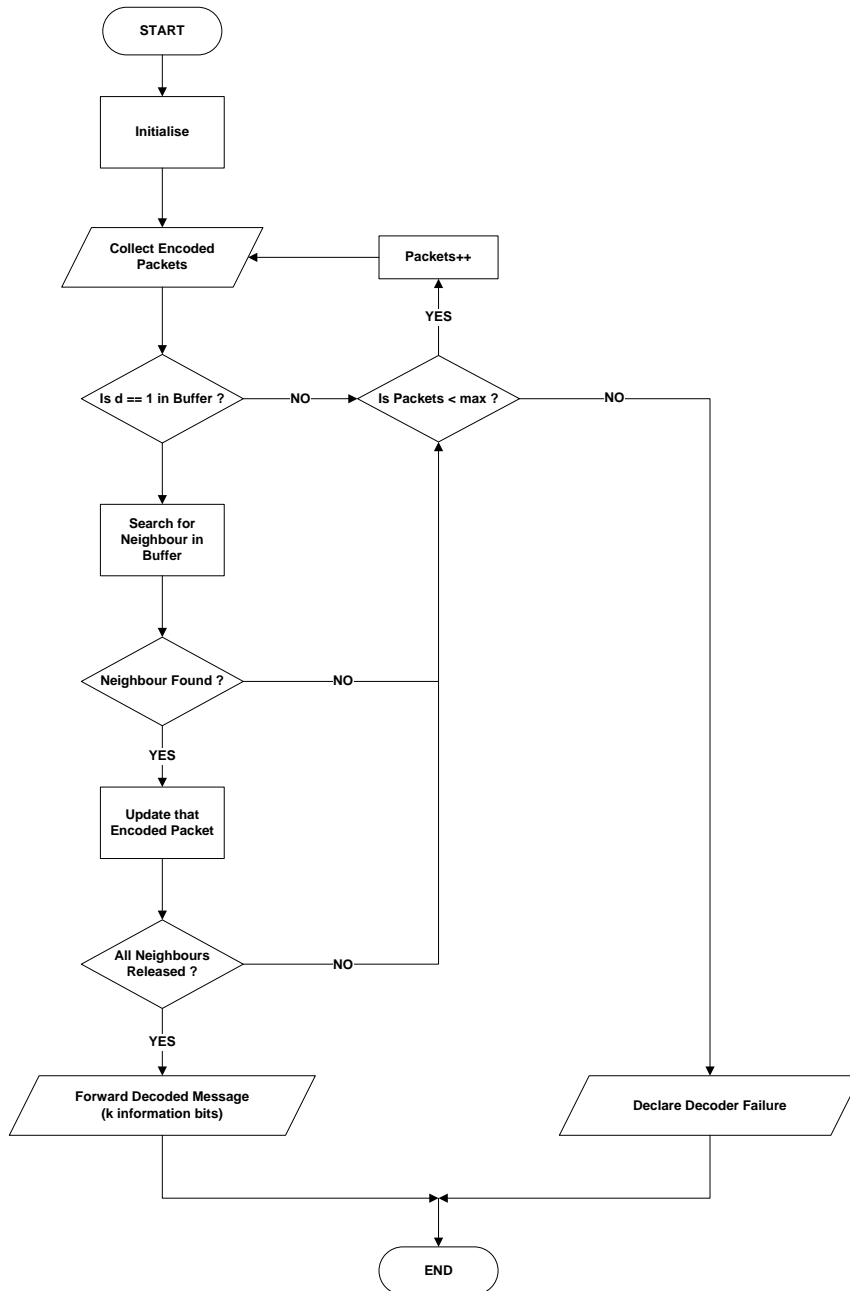 START
Initialise
Collect Encoded
Packets
Packets++
YES
Is d == 1 in Buffer ?
NO
Is Packets < max ?
NO
Search for
Neighbour in
Buffer
Neighbour Found ?
NO
YES
Update that
Encoded Packet
All Neighbours
Released ?
NO
YES
Forward Decoded Message
(k information bits)
Declare Decoder Failure
END